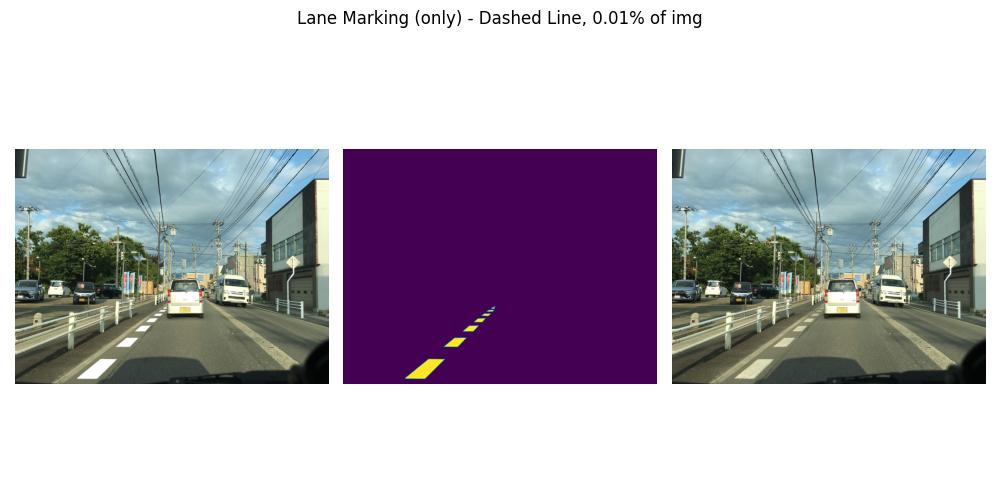 Lane Marking (only) - Dashed Line, 0.01% of img